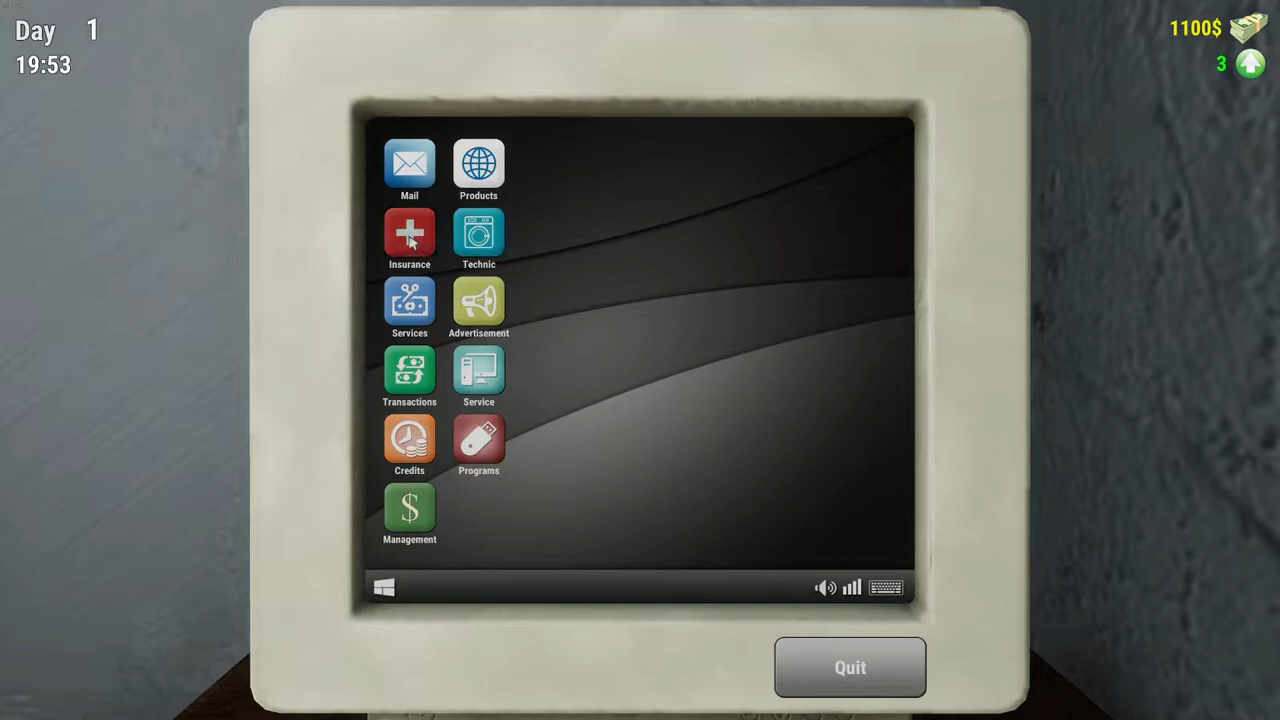 Day 1
19:53
1100$
3
Mail
Products
Insurance
Technic
Services
Advertisement
Transactions
Service
Credits
Programs
$
Management
Quit